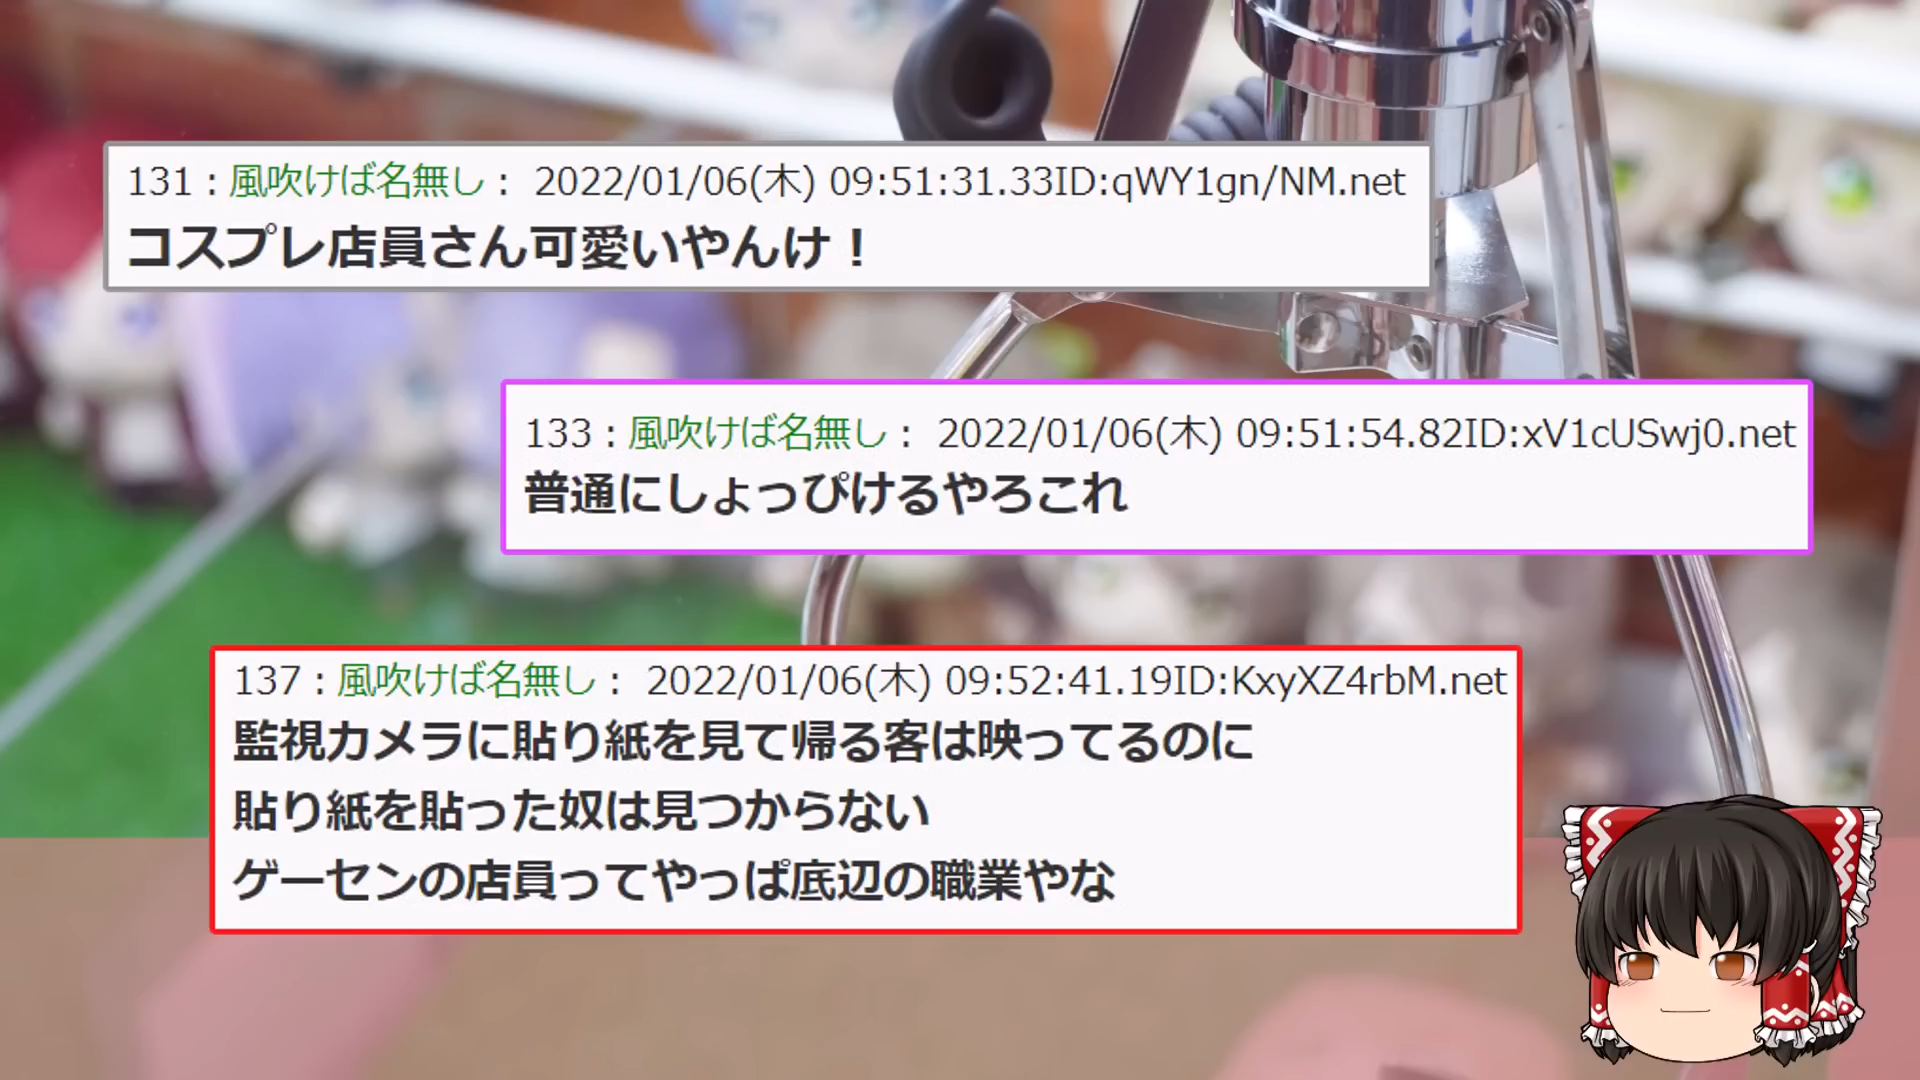 131：風吹けば名無し： 2022/01/06(木) 09:51:31.33ID:qWY1gn/NM.net
コスプレ店員さん可愛いやんけ！
133：風吹けば名無し： 2022/01/06(木) 09:51:54.82ID:xV1cUSwj0.net
普通にしょっぴけるやろこれ
137：風吹けば名無し： 2022/01/06(木) 09:52:41.19ID:KxyXZ4rbM.net
監視カメラに貼り紙を見て帰る客は映ってるのに
貼り紙を貼った奴は見つからない
ゲーセンの店員ってやっぱ底辺の職業やな